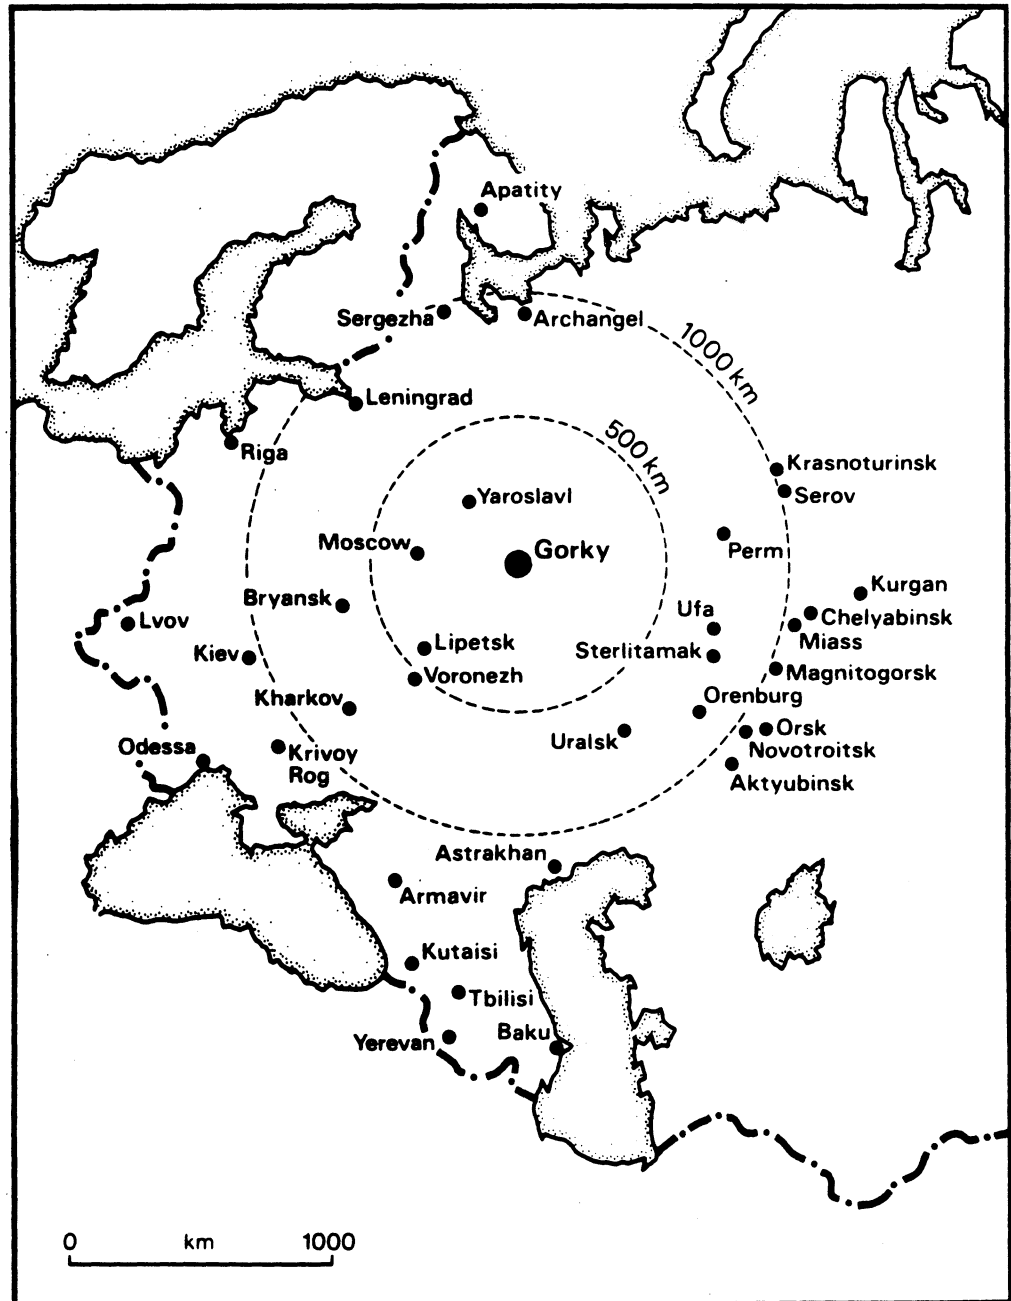 Apatity
Sergezha
Archangel
1000 km
Leningrad
500 km
Riga
Krasnoturinsk
Serov
Yaroslavl
Moscow
Gorky
Perm
Bryansk
Kurgan
Ufa
Chelyabinsk
Lvov
Miass
Lipetsk
Sterlitamak
Kiev
Voronezh
Magnitogorsk
Kharkov
Orenburg
Orsk
Uralsk
Novotroitsk
Odessa
Krivoy
Rog
Aktyubinsk
Astrakhan
Armavir
Kutaisi
Tbilisi
Baku
Yerevan
0 km 1000